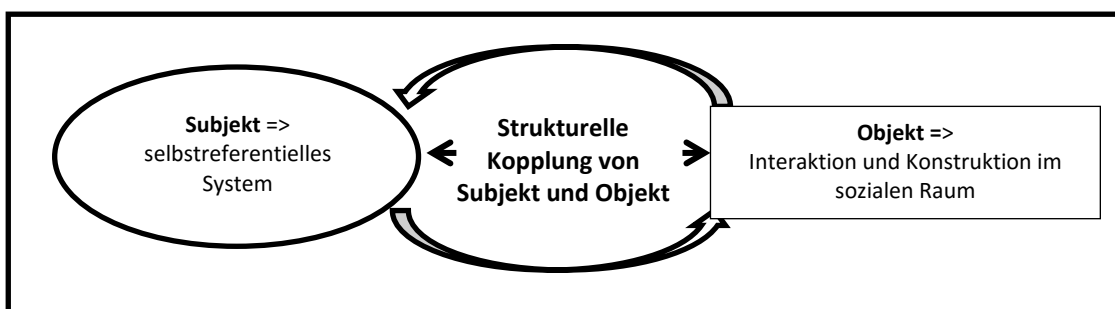 Subjekt =>
selbstreferentielles
System
Strukturelle
Kopplung von
Subjekt und Objekt
Objekt =>
Interaktion und Konstruktion im
sozialen Raum